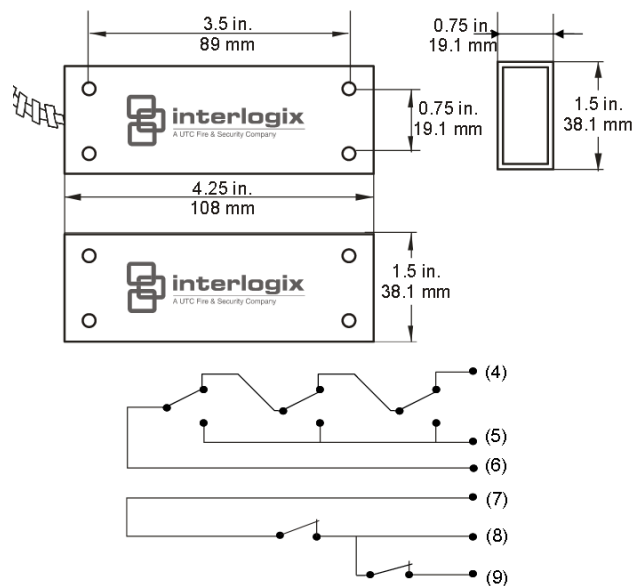 3.5 in.
89 mm
0.75 in.
19.1 mm
interlogix
A UTC Fire & Security Company
0.75 in.
19.1 mm
1.5 in.
38.1 mm
4.25 in.
108 mm
interlogix
A UTC Fire & Security Company
1.5 in.
38.1 mm
(4)
(5)
(6)
(7)
(8)
(9)